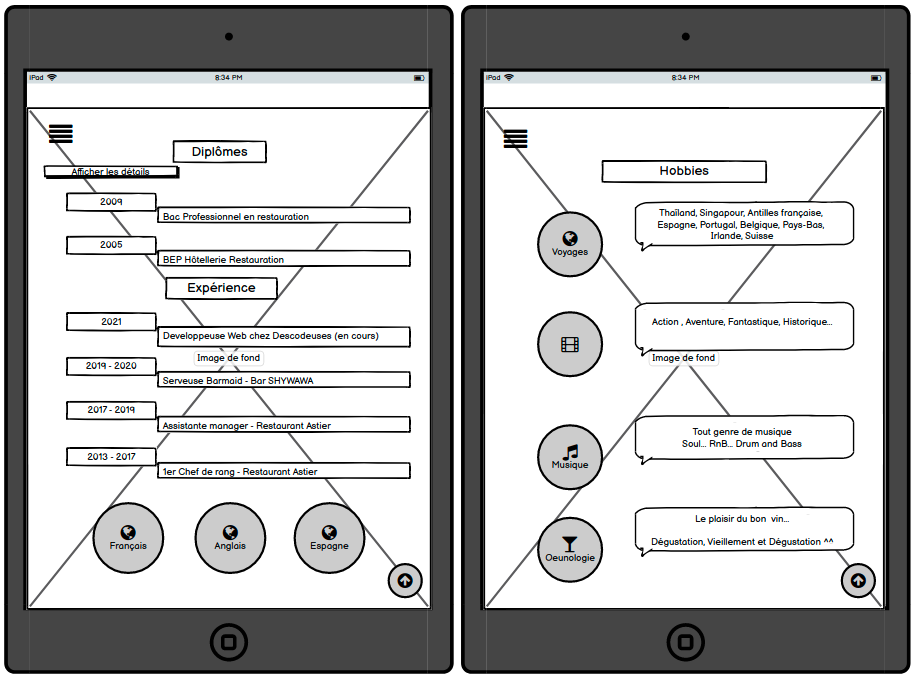 iPod
8:34 PM
Diplômes
Afficher les détails
2009
Bac Professionnel en restauration
2005
BEP Hôtellerie Restauration
Expérience
2021
Developpeuse Web chez Descodeuses (en cours)
Image de fond
2019 - 2020
Serveuse Barmaid - Bar SHYWAWA
2017 - 2019
Assistante manager - Restaurant Astier
2013 - 2017
1er Chef de rang - Restaurant Astier
Français
Anglais
Espagne
iPod
8:34 PM
Hobbies
Voyages
Thaïland, Singapour, Antilles française,
Espagne, Portugal, Belgique, Pays-Bas,
Irlande, Suisse
Action , Aventure, Fantastique, Historique...
Image de fond
Musique
Tout genre de musique
Soul... RnB... Drum and Bass
Oeunologie
Le plaisir du bon vin...
Dégustation, Vieillement et Dégustation ^^